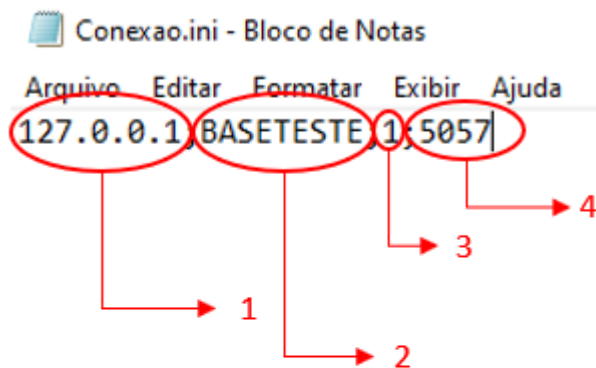 Conexao.ini - Bloco de Notas
Arquivo Editar Formatar Exibir Ajuda
127.0.0.1;BASETESTE;1;5057
4
3
1
2